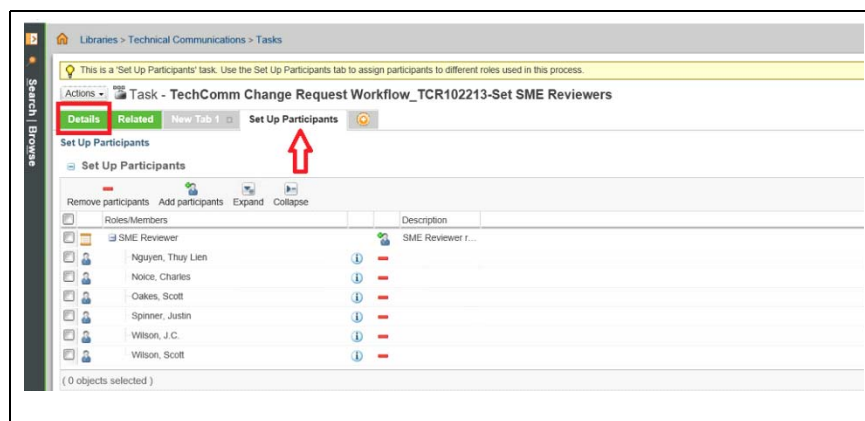 Libraries > Technical Communications > Tasks
This is a 'Set Up Participants' task. Use the Set Up Participants tab to assign participants to different roles used in this process.
Actions Task - TechComm Change Request Workflow_TCR102213-Set SME Reviewers
Details Related New Tab 1 Set Up Participants
Search | Browse
Set Up Participants
Set Up Participants
Remove participants Add participants Expand Collapse
Roles/Members Description
SME Reviewer SME Reviewer r...
Nguyen, Thuy Lien
Noice, Charles
Oakes, Scott
Spinner, Justin
Wilson, J.C.
Wilson, Scott
( 0 objects selected )